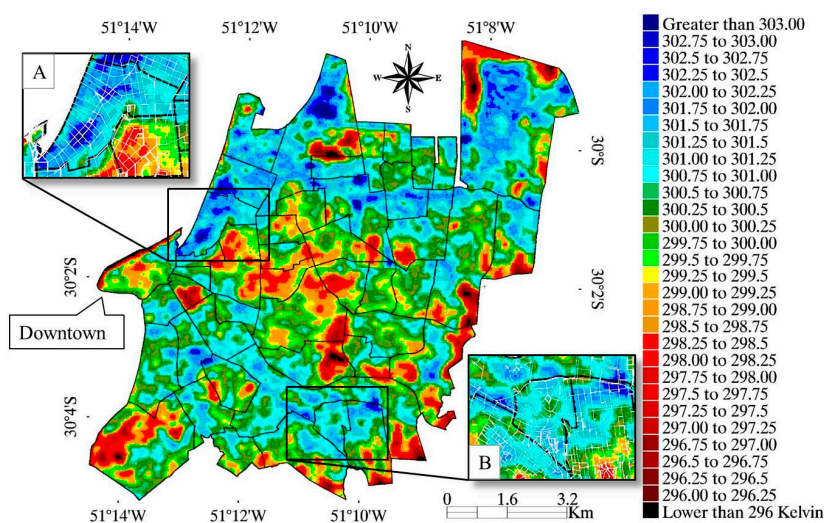 51°14'W
51°10'W
51°8'W
A
N
W
E
S
30°S
30°2'S
30°2'S
Downtown
30°4'S
B
51°14'W
51°12'W
51°10'W
0
1.6
3.2
Km
Greater than 303.00
302.75 to 303.00
302.5 to 302.75
302.25 to 302.5
302.00 to 302.25
301.75 to 302.00
301.5 to 301.75
301.25 to 301.5
301.00 to 301.25
300.75 to 301.00
300.5 to 300.75
300.25 to 300.5
300.00 to 300.25
299.75 to 300.00
299.5 to 299.75
299.25 to 299.5
299.00 to 299.25
298.75 to 299.00
298.5 to 298.75
298.25 to 298.5
298.00 to 298.25
297.75 to 298.00
297.5 to 297.75
297.25 to 297.5
297.00 to 297.25
296.75 to 297.00
296.5 to 296.75
296.25 to 296.5
296.00 to 296.25
Lower than 296 Kelvin